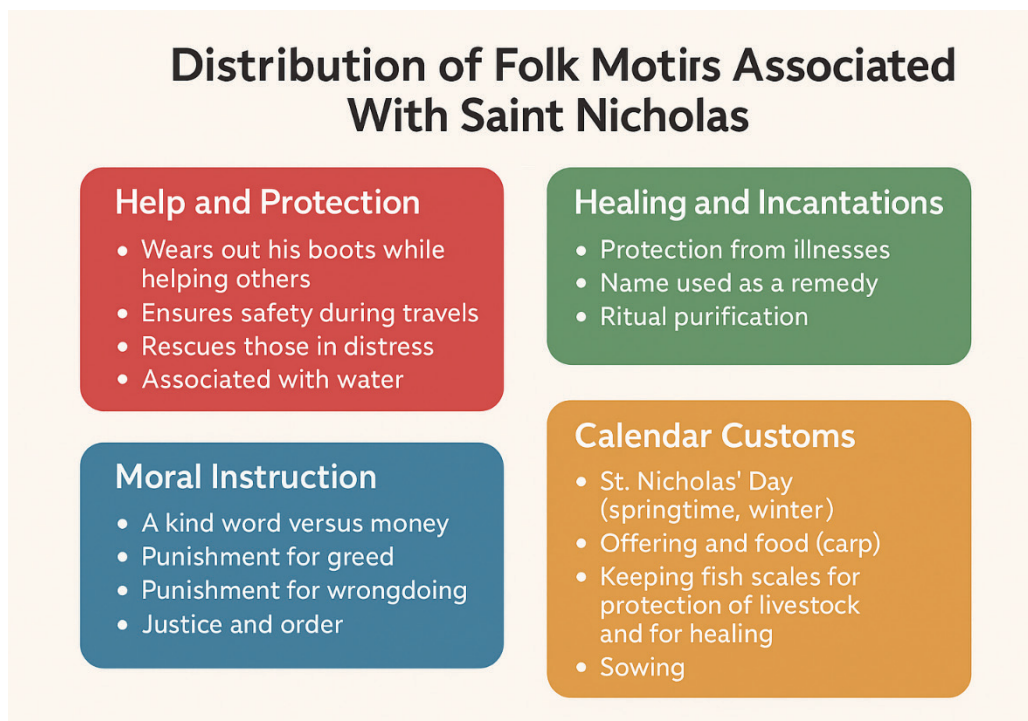 Distribution of Folk Motirs Associated
With Saint Nicholas
Help and Protection
• Wears out his boots while
helping others
• Ensures safety during travels
• Rescues those in distress
• Associated with water
Moral Instruction
• A kind word versus money
• Punishment for greed
• Punishment for wrongdoing
• Justice and order
Healing and Incantations
• Protection from illnesses
• Name used as a remedy
• Ritual purification
Calendar Customs
• St. Nicholas' Day
(springtime, winter)
• Offering and food (carp)
• Keeping fish scales for
protection of livestock
and for healing
• Sowing